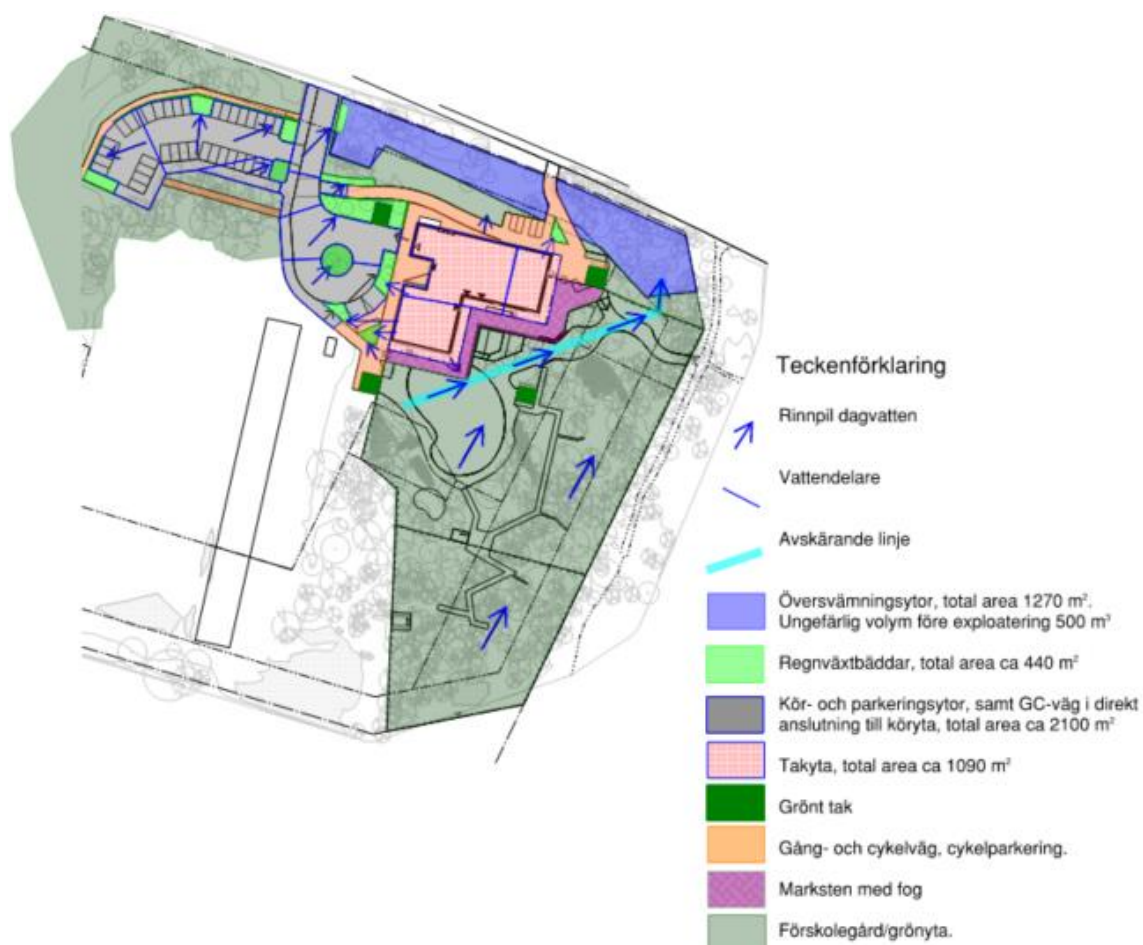 Teckenförklaring
Rinnpil dagvatten
Vattendelare
Avskärande linje
Översvämningsytor, total area 1270 m².
Ungefärlig volym före exploatering 500 m³
Regnväxtbäddar, total area ca 440 m²
Kör- och parkeringsytor, samt GC-väg i direkt
anslutning till köryta, total area ca 2100 m²
Takyta, total area ca 1090 m²
Grönt tak
Gång- och cykelväg, cykelparkering.
Marksten med fog
Förskolegård/grönyta.